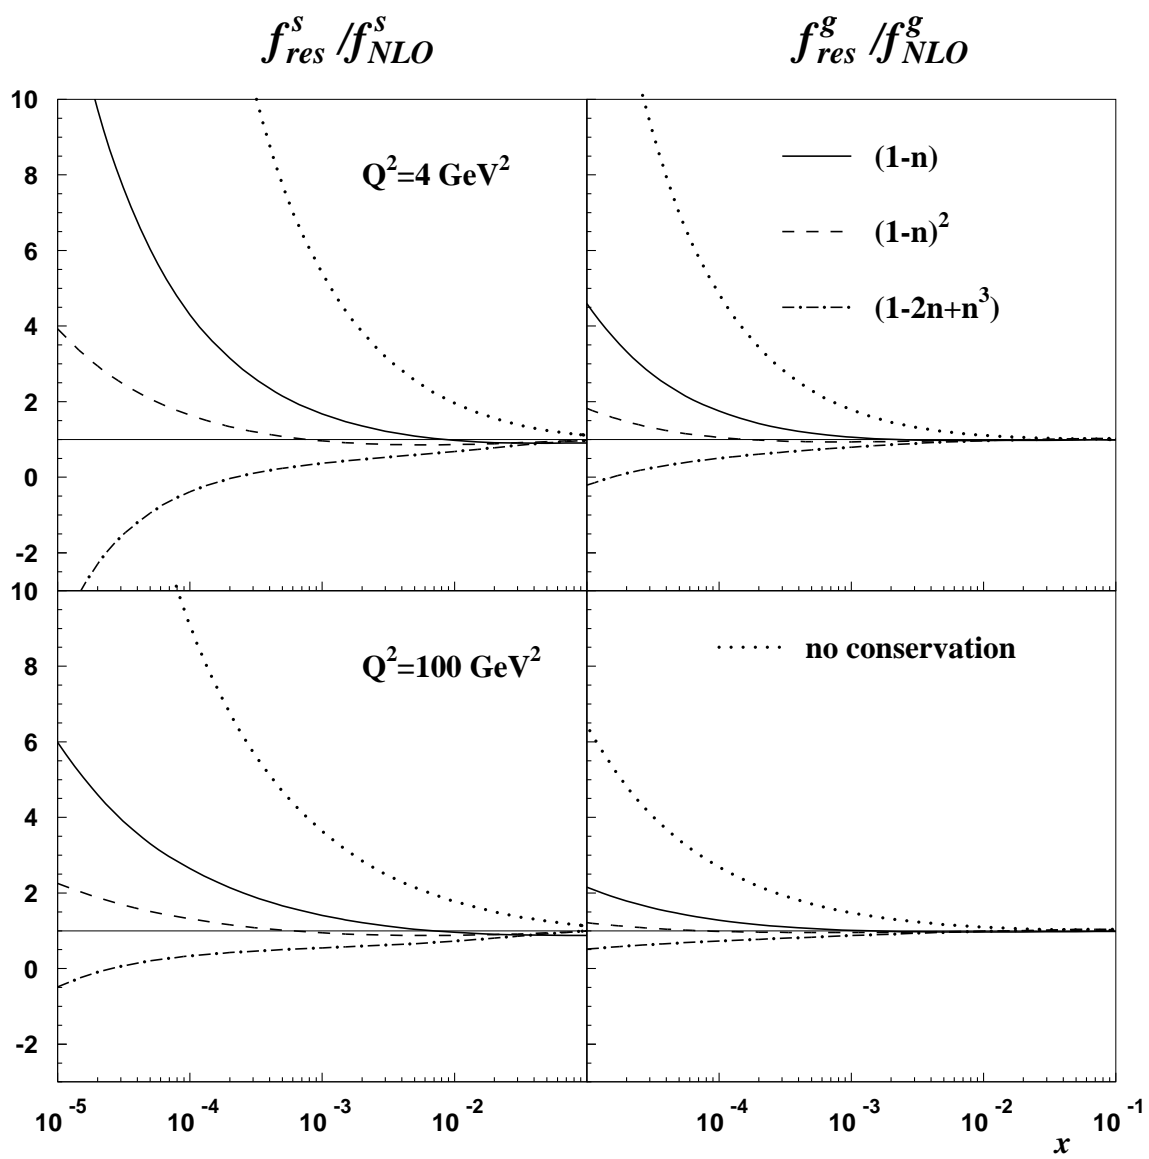 f^s_res /f^s_NLO f^g_res /f^g_NLO
10
8
6
4
2
0
-2
Q^2=4 GeV^2
(1-n)
(1-n)^2
(1-2n+n^3)
10
8
6
4
2
0
-2
Q^2=100 GeV^2
no conservation
10^-5 10^-4 10^-3 10^-2 10^-4 10^-3 10^-2 10^-1
x